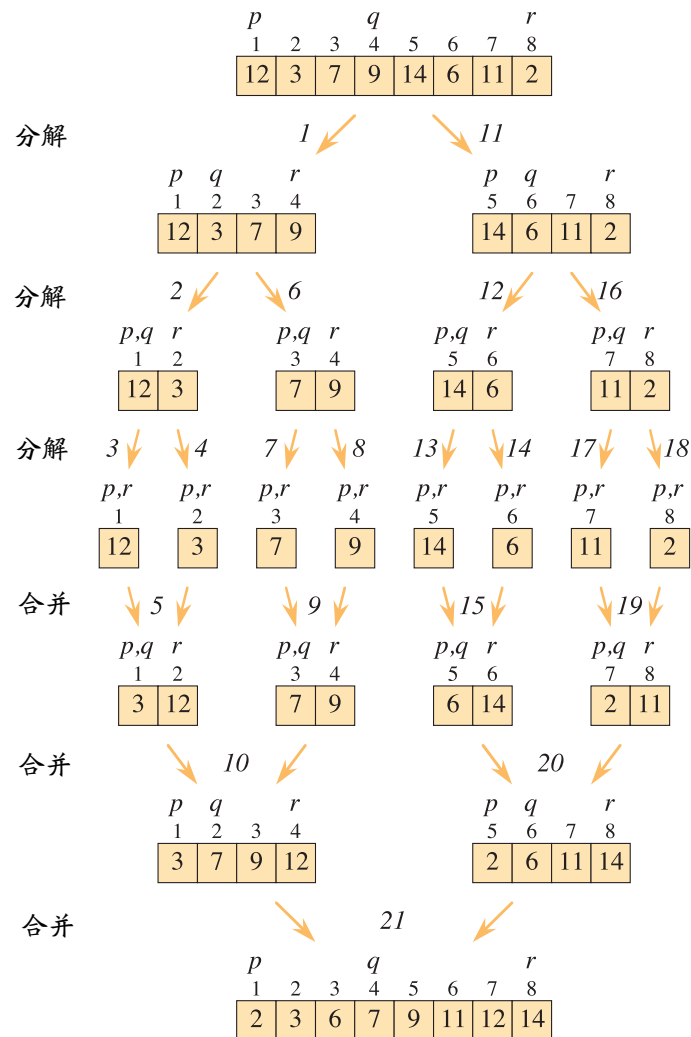 p q r
1 2 3 4 5 6 7 8
12 3 7 9 14 6 11 2
分解 1 11
p q r p q r
1 2 3 4 5 6 7 8
12 3 7 9 14 6 11 2
分解 2 6 12 16
p,q r p,q r p,q r p,q r
1 2 3 4 5 6 7 8
12 3 7 9 14 6 11 2
分解 3 4 7 8 13 14 17 18
p,r p,r p,r p,r p,r p,r p,r p,r
1 2 3 4 5 6 7 8
12 3 7 9 14 6 11 2
合并 5 9 15 19
p,q r p,q r p,q r p,q r
1 2 3 4 5 6 7 8
3 12 7 9 6 14 2 11
合并 10 20
p q r p q r
1 2 3 4 5 6 7 8
3 7 9 12 2 6 11 14
合并 21
p q r
1 2 3 4 5 6 7 8
2 3 6 7 9 11 12 14